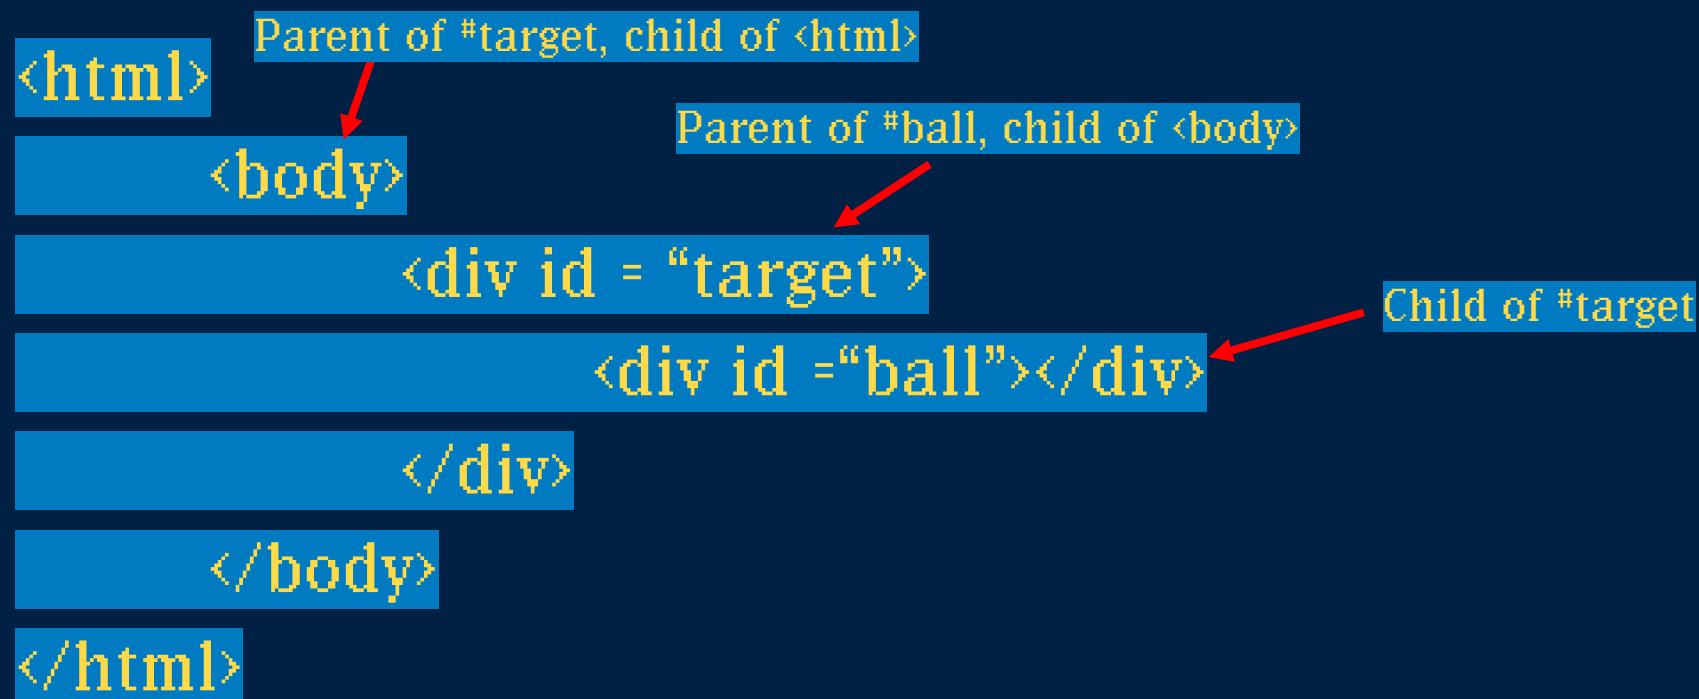 Parent of #target, child of <html>
<html>
Parent of #ball, child of <body>
<body>
<div id = “target”>
Child of #target
<div id =“ball”></div>
</div>
</body>
</html>